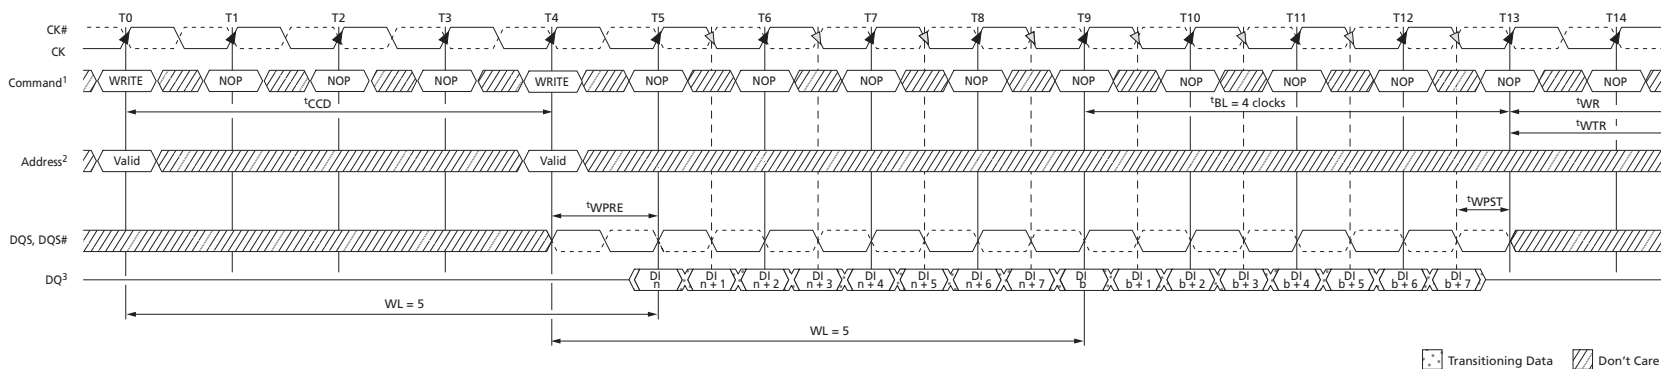 T0 T1 T2 T3 T4 T5 T6 T7 T8 T9 T10 T11 T12 T13 T14
CK#
CK
Command¹ WRITE NOP NOP NOP WRITE NOP NOP NOP NOP NOP NOP NOP NOP NOP NOP
tCCD tBL = 4 clocks tWR
tWTR
Address² Valid Valid
tWPRE tWPST
DQS, DQS#
DQ³ DI n DI n + 1 DI n + 2 DI n + 3 DI n + 4 DI n + 5 DI n + 6 DI n + 7 DI b DI b + 1 DI b + 2 DI b + 3 DI b + 4 DI b + 5 DI b + 6 DI b + 7
WL = 5
WL = 5
Transitioning Data Don't Care